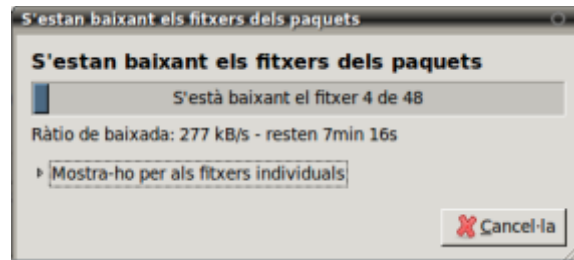 S'estan baixant els fitxers dels paquets
S'estan baixant els fitxers dels paquets
S'està baixant el fitxer 4 de 48
Ràtio de baixada: 277 kB/s - resten 7min 16s
Mostra-ho per als fitxers individuals
Cancel·la